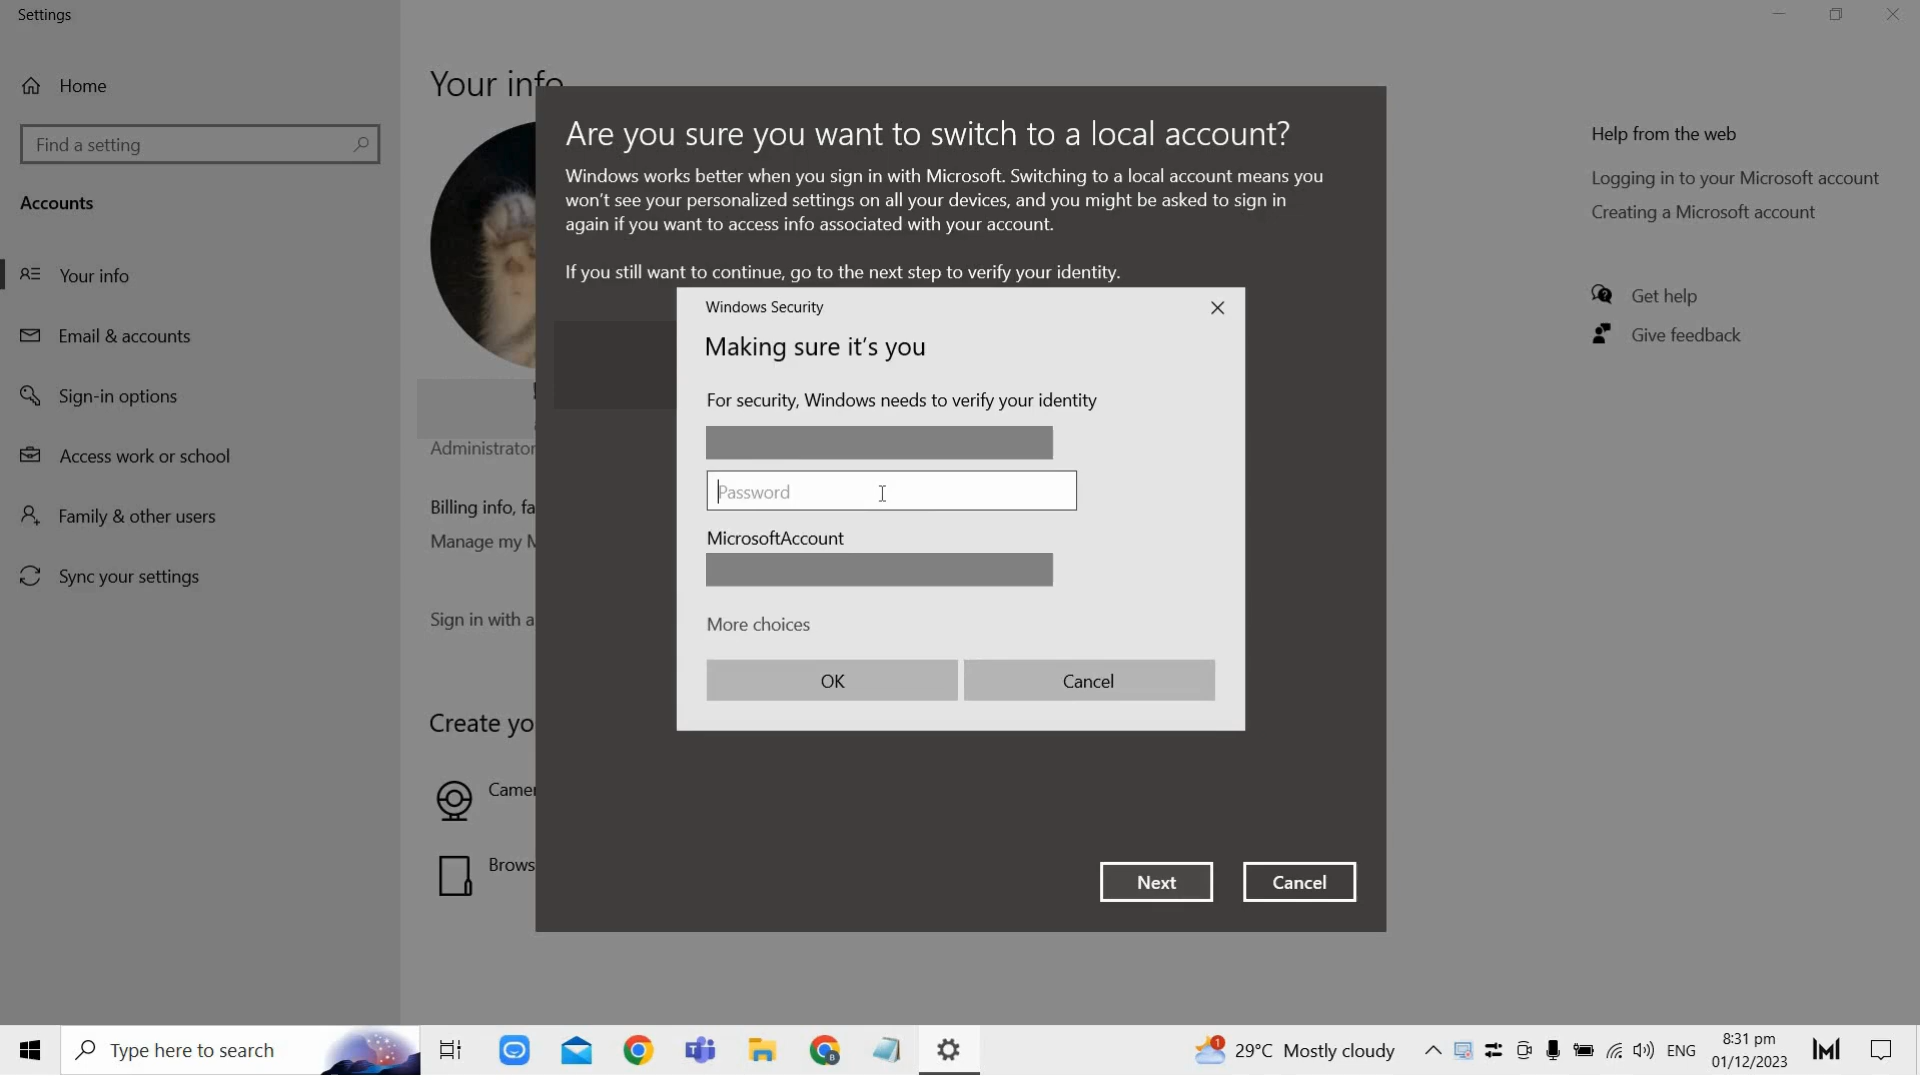 Settings
Home
Find a setting
Accounts
Your info
Email & accounts
Sign-in options
Access work or school
Family & other users
Sync your settings
Your info
Administrator
Billing info, fa
Manage my M
Sign in with a
Create yo
Camer
Brows
Are you sure you want to switch to a local account?
Windows works better when you sign in with Microsoft. Switching to a local account means you
won't see your personalized settings on all your devices, and you might be asked to sign in
again if you want to access info associated with your account.
If you still want to continue, go to the next step to verify your identity.
Windows Security
Making sure it's you
For security, Windows needs to verify your identity
Password
MicrosoftAccount
More choices
OK
Cancel
Next
Cancel
Help from the web
Logging in to your Microsoft account
Creating a Microsoft account
Get help
Give feedback
Type here to search
1
29°C Mostly cloudy
ENG
8:31 pm
01/12/2023